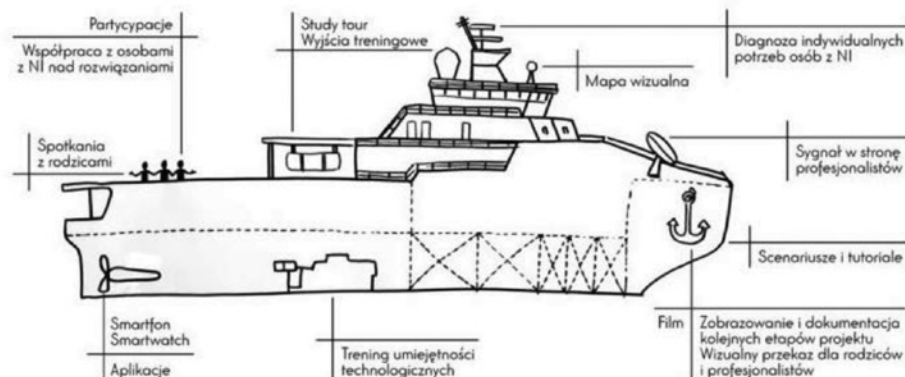 Partycypacje
Współpraca z osobami
z NI nad rozwiązaniami
Study tour
Wyjścia treningowe
Diagnoza indywidualnych
potrzeb osób z NI
Mapa wizualna
Spotkania
z rodzicami
Sygnał w stronę
profesjonalistów
Scenariusze i tutoriale
Smartfon
Smartwatch
Aplikacje
Trening umiejętności
technologicznych
Film
Zobrazowanie i dokumentacja
kolejnych etapów projektu
Wizualny przekaz dla rodziców
i profesjonalistów